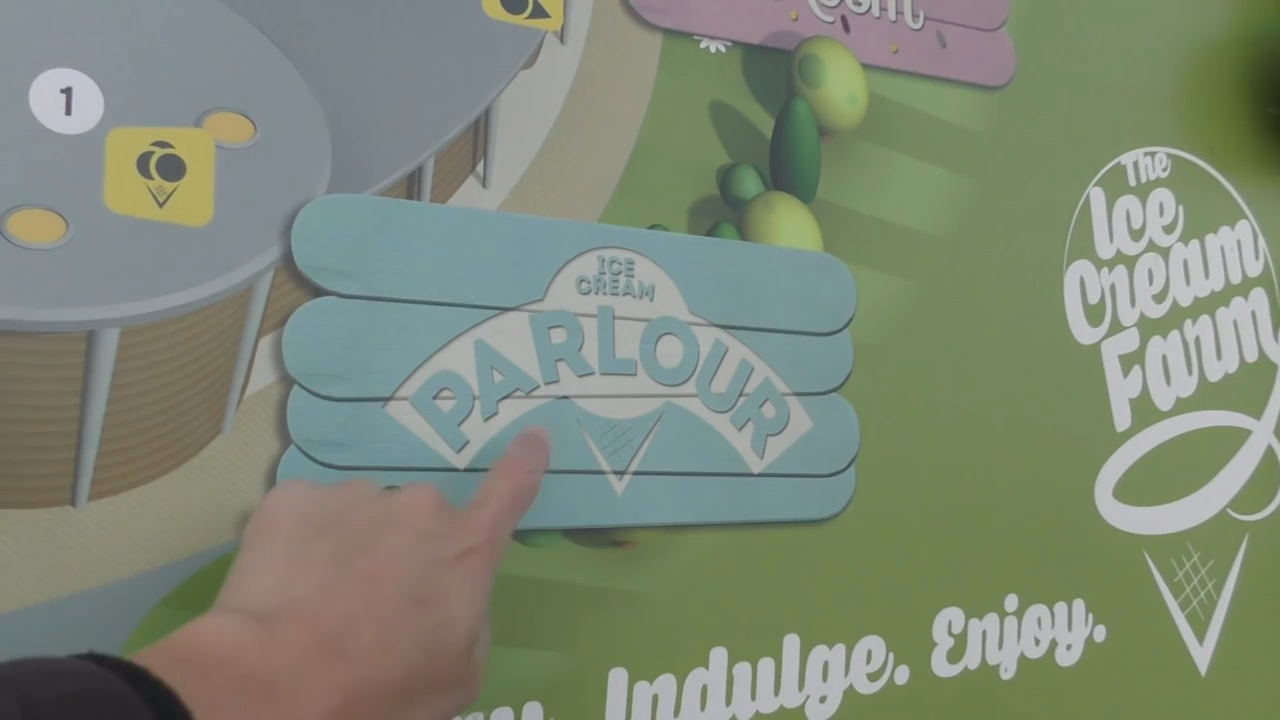 1
ICE
CREAM
PARLOUR
The
Ice
Cream
Farm
Indulge. Enjoy.